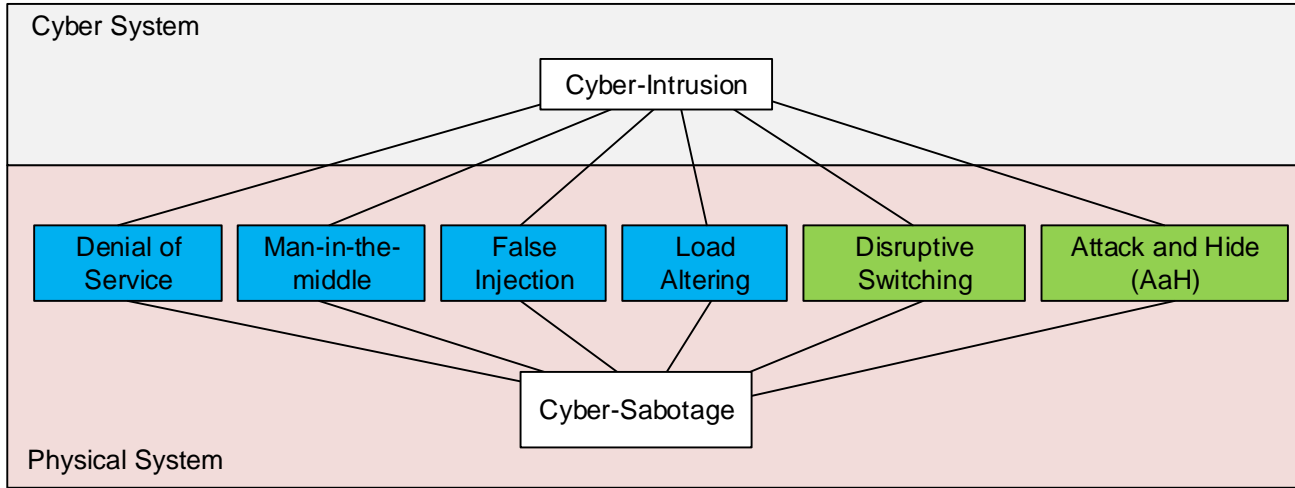 Cyber System
Cyber-Intrusion
Denial of
Service
Man-in-the-
middle
False
Injection
Load
Altering
Disruptive
Switching
Attack and Hide
(AaH)
Cyber-Sabotage
Physical System